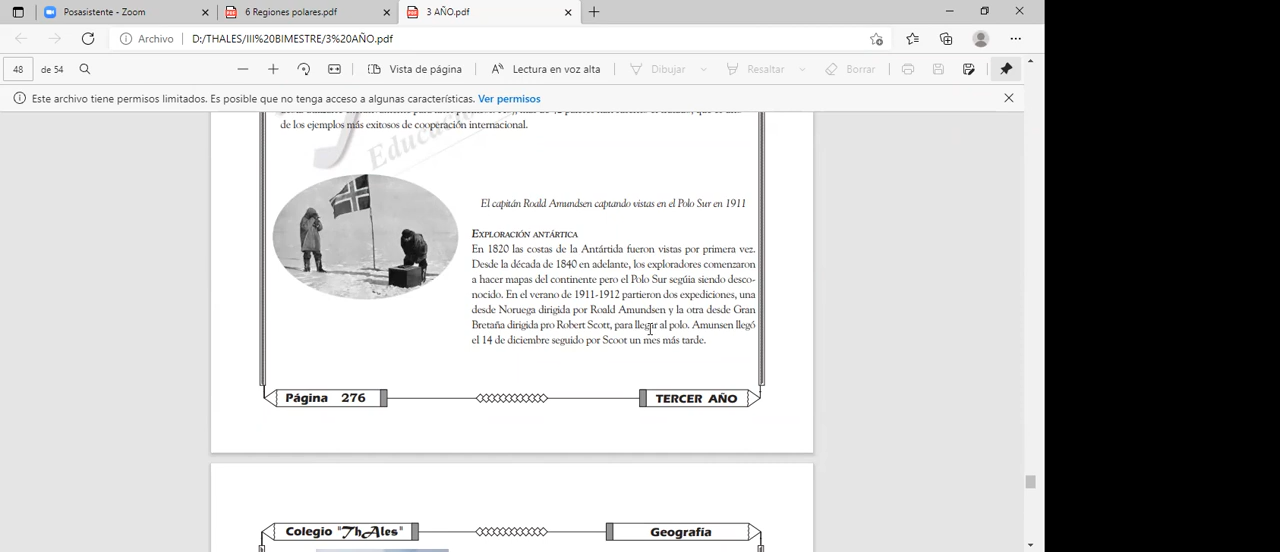 Posasistente - Zoom
6 Regiones polares.pdf
3 AÑO.pdf
Archivo
D:/THALES/III%20BIMESTRE/3%20AÑO.pdf
48
de 54
Vista de página
Lectura en voz alta
Dibujar
Resaltar
Borrar
Este archivo tiene permisos limitados. Es posible que no tenga acceso a algunas características. Ver permisos
de los ejemplos más exitosos de cooperación internacional.
El capitán Roald Amundsen captando vistas en el Polo Sur en 1911
EXPLORACIÓN ANTÁRTICA
En 1820 las costas de la Antártida fueron vistas por primera vez.
Desde la década de 1840 en adelante, los exploradores comenzaron
a hacer mapas del continente pero el Polo Sur segúia siendo desco-
nocido. En el verano de 1911-1912 partieron dos expediciones, una
desde Noruega dirigida por Roald Amundsen y la otra desde Gran
Bretaña dirigida pro Robert Scott, para llegar al polo. Amunsen llegó
el 14 de diciembre seguido por Scoot un mes más tarde.
Página 276
TERCER AÑO
Colegio "ThAles"
Geografía